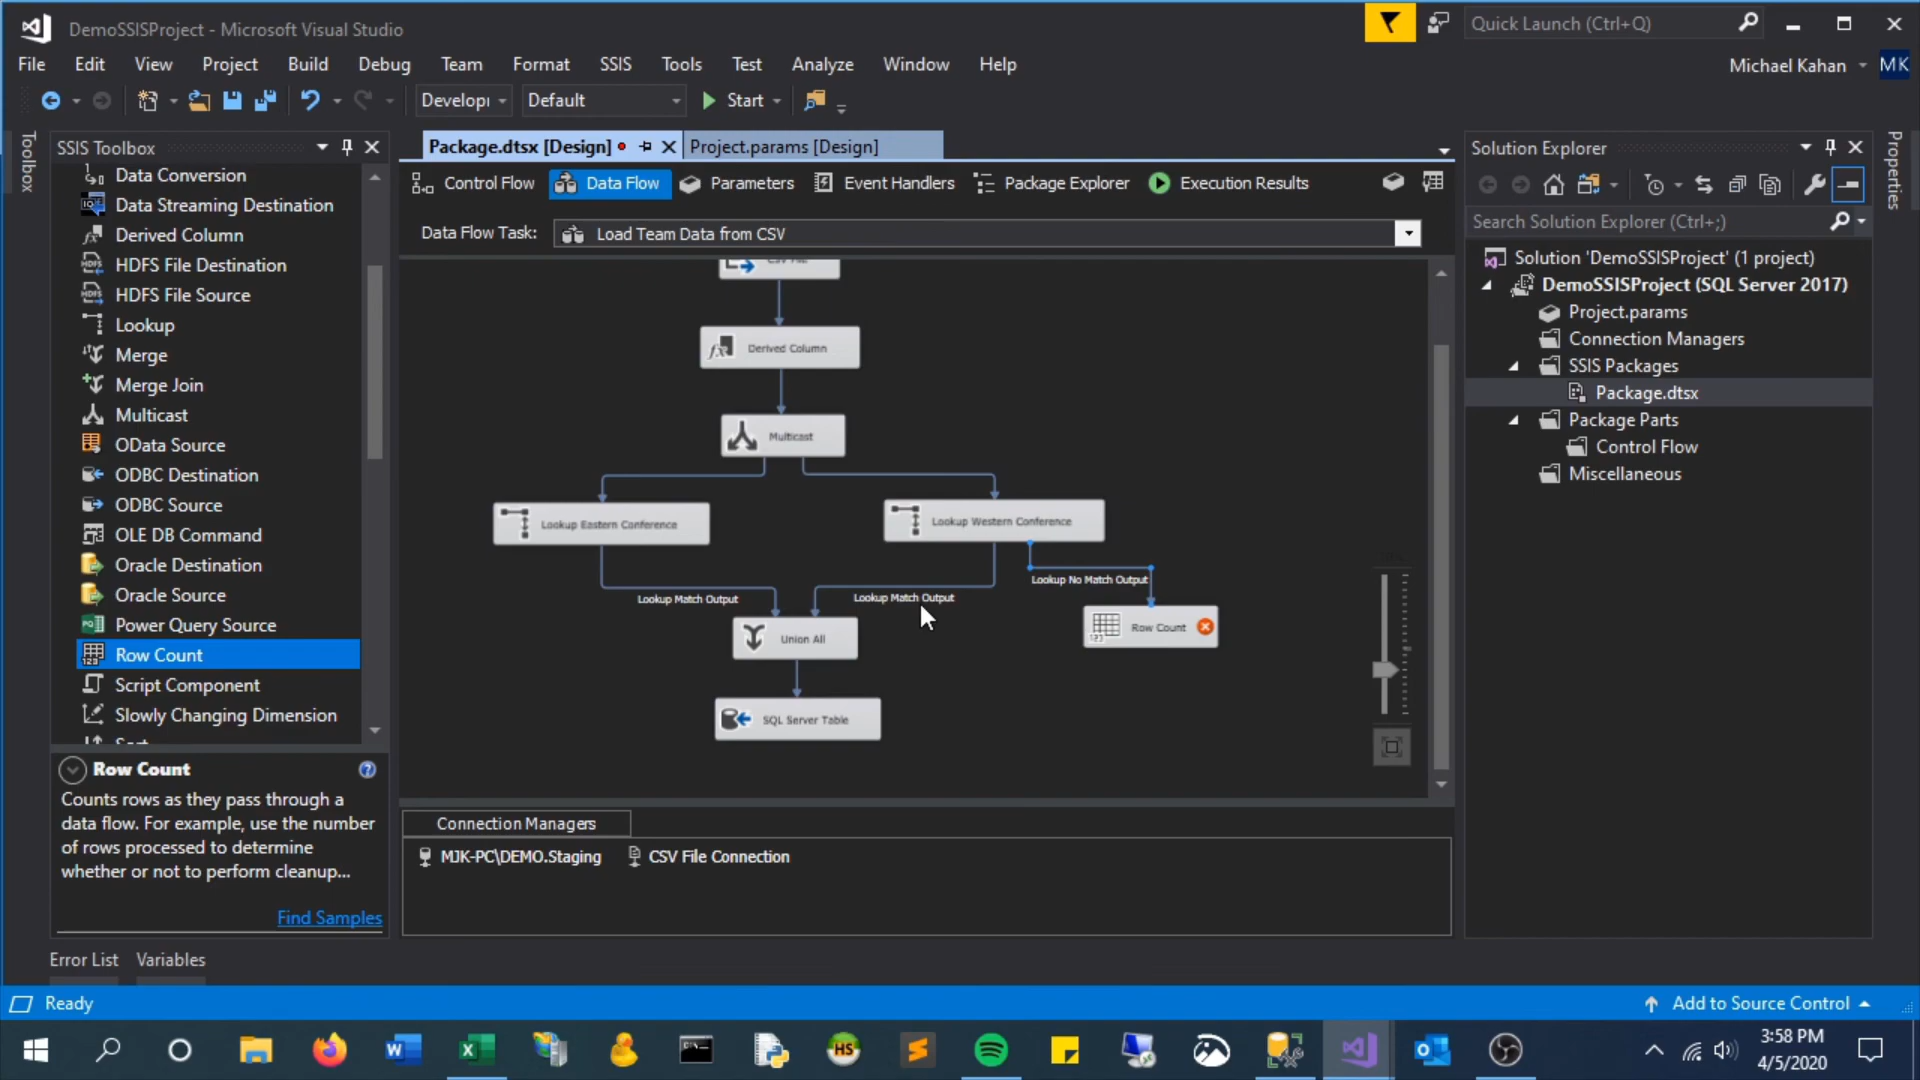 DemoSSISProject - Microsoft Visual Studio
Quick Launch (Ctrl+Q)
File Edit View Project Build Debug Team Format SSIS Tools Test Analyze Window Help
Michael Kahan MK
Developı Default Start
Toolbox
SSIS Toolbox
Data Conversion
Data Streaming Destination
Derived Column
HDFS File Destination
HDFS File Source
Lookup
Merge
Merge Join
Multicast
OData Source
ODBC Destination
ODBC Source
OLE DB Command
Oracle Destination
Oracle Source
Power Query Source
Row Count
Script Component
Slowly Changing Dimension
Row Count
Counts rows as they pass through a
data flow. For example, use the number
of rows processed to determine
whether or not to perform cleanup...
Find Samples
Error List Variables
Package.dtsx [Design] Project.params [Design]
Control Flow Data Flow Parameters Event Handlers Package Explorer Execution Results
Data Flow Task: Load Team Data from CSV
CSV File
Derived Column
Multicast
Lookup Eastern Conference
Lookup Western Conference
Lookup No Match Output
Lookup Match Output
Lookup Match Output
Row Count
Union All
SQL Server Table
Connection Managers
MJK-PC\DEMO.Staging CSV File Connection
Solution Explorer
Search Solution Explorer (Ctrl+;)
Solution 'DemoSSISProject' (1 project)
DemoSSISProject (SQL Server 2017)
Project.params
Connection Managers
SSIS Packages
Package.dtsx
Package Parts
Control Flow
Miscellaneous
Properties
Ready
Add to Source Control
3:58 PM
4/5/2020